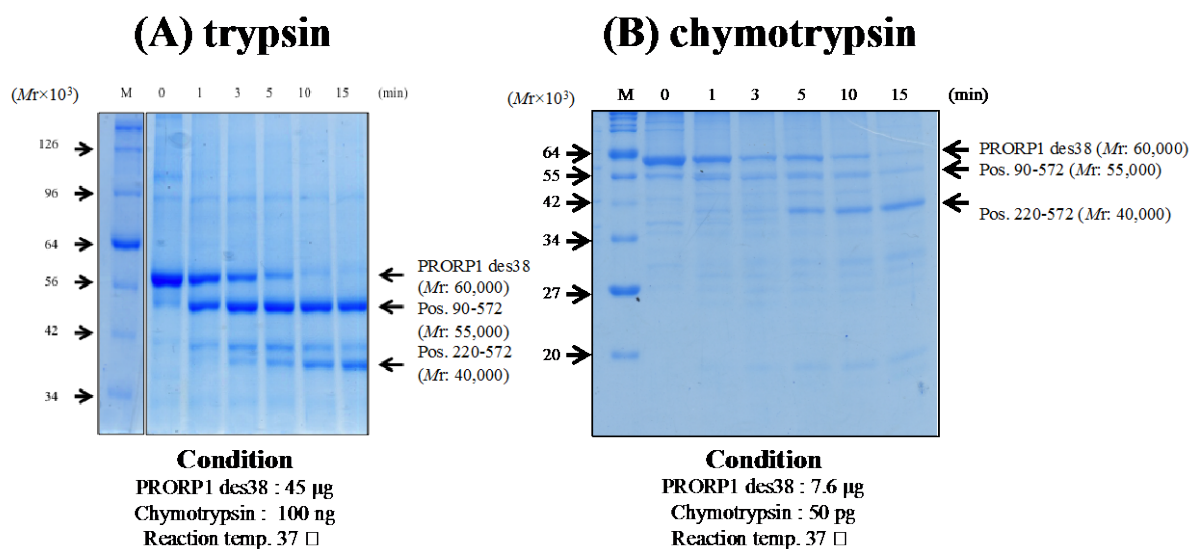 (A) trypsin
(Mr×10³) M 0 1 3 5 10 15 (min)
126
96
64
56
42
34
PRORP1 des38
(Mr: 60,000)
Pos. 90-572
(Mr: 55,000)
Pos. 220-572
(Mr: 40,000)
Condition
PRORP1 des38 : 45 μg
Chymotrypsin : 100 ng
Reaction temp. 37 □
(B) chymotrypsin
(Mr×10³) M 0 1 3 5 10 15 (min)
64
55
42
34
27
20
PRORP1 des38 (Mr: 60,000)
Pos. 90-572 (Mr: 55,000)
Pos. 220-572 (Mr: 40,000)
Condition
PRORP1 des38 : 7.6 μg
Chymotrypsin : 50 pg
Reaction temp. 37 □